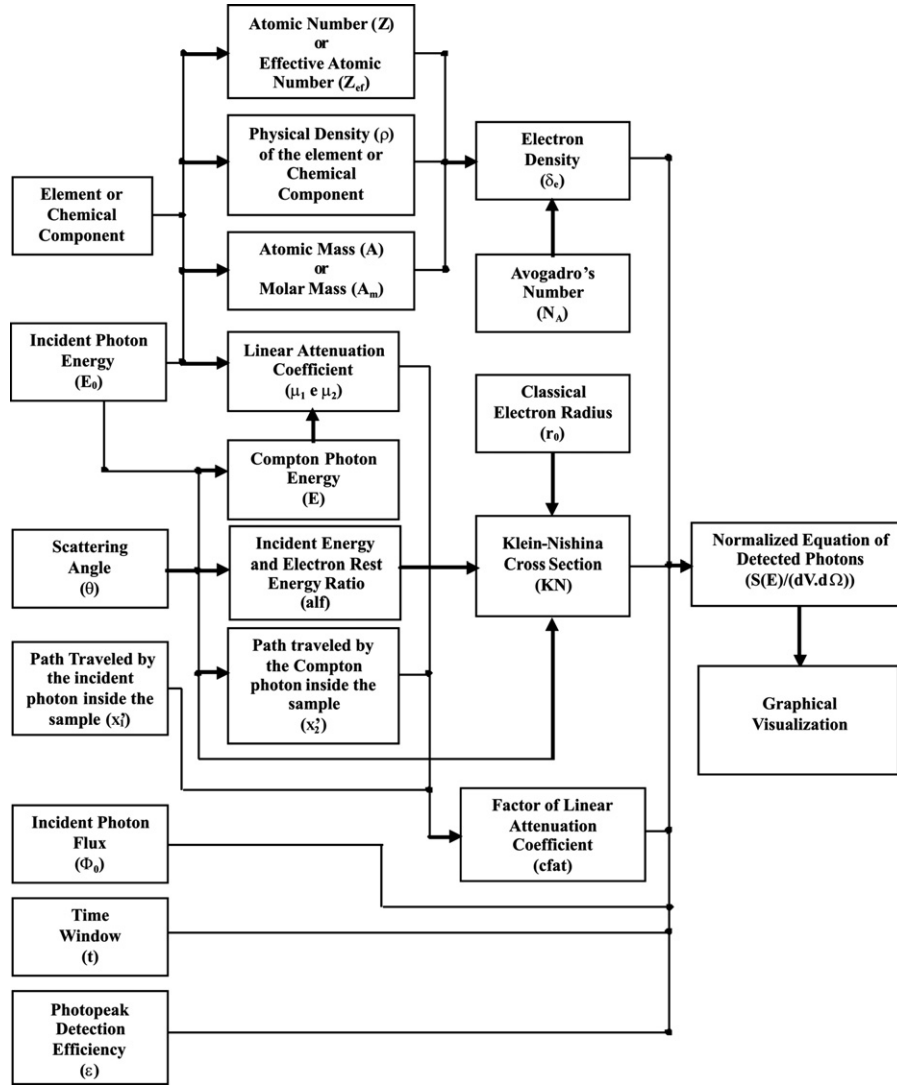 Atomic Number (Z)
or
Effective Atomic
Number (Zef)
Physical Density (ρ)
of the element or
Chemical
Component
Electron
Density
(δe)
Element or
Chemical
Component
Atomic Mass (A)
or
Molar Mass (Am)
Avogadro's
Number
(NA)
Incident Photon
Energy
(E0)
Linear Attenuation
Coefficient
(μ1 e μ2)
Classical
Electron Radius
(r0)
Compton Photon
Energy
(E)
Scattering
Angle
(θ)
Incident Energy
and Electron Rest
Energy Ratio
(alf)
Klein-Nishina
Cross Section
(KN)
Normalized Equation of
Detected Photons
(S(E)/(dV.dΩ))
Path Traveled by
the incident
photon inside the
sample (x1')
Path traveled by
the Compton
photon inside the
sample
(x2')
Graphical
Visualization
Incident Photon
Flux
(Φ0)
Factor of Linear
Attenuation
Coefficient
(cfat)
Time
Window
(t)
Photopeak
Detection
Efficiency
(ε)